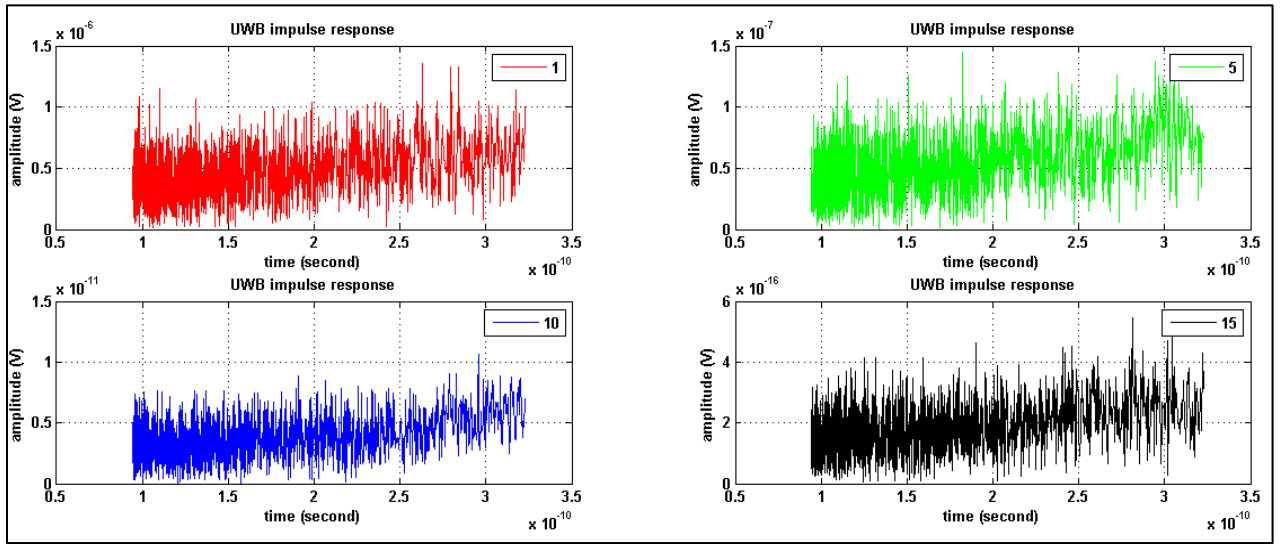 UWB impulse response
x 10^-6
1
amplitude (V)
1.5
1
0.5
0
0.5 1 1.5 2 2.5 3 3.5
time (second)
x 10^-10
UWB impulse response
x 10^-7
5
amplitude (V)
1.5
1
0.5
0
0.5 1 1.5 2 2.5 3 3.5
time (second)
x 10^-10
UWB impulse response
x 10^-11
10
amplitude (V)
1.5
1
0.5
0
0.5 1 1.5 2 2.5 3 3.5
time (second)
x 10^-10
UWB impulse response
x 10^-16
15
amplitude (V)
6
4
2
0
0.5 1 1.5 2 2.5 3 3.5
time (second)
x 10^-10